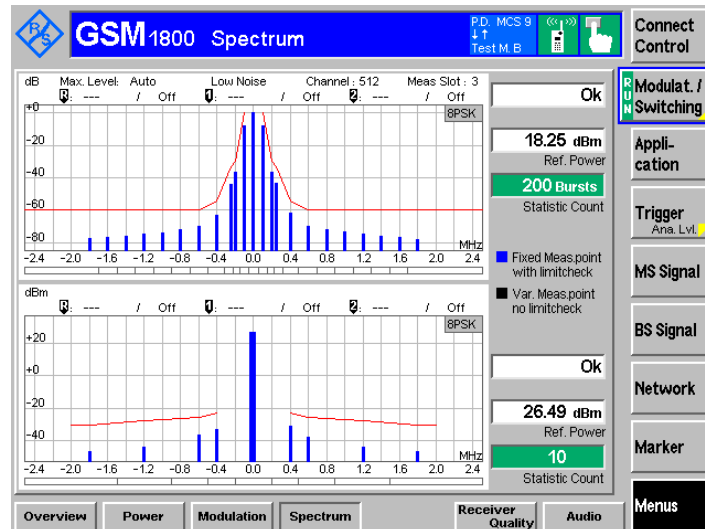 R&S
GSM 1800 Spectrum
P.D. MCS 9
↓↑
Test M. B
Connect Control
dB Max. Level: Auto Low Noise Channel : 512 Meas Slot : 3
R: --- / Off 1: --- / Off 2: --- / Off
8PSK
+0
-20
-40
-60
-80
MHz
-2.4 -2.0 -1.6 -1.2 -0.8 -0.4 0.0 0.4 0.8 1.2 1.6 2.0 2.4
Ok
18.25 dBm
Ref. Power
200 Bursts
Statistic Count
Fixed Meas.point
with limitcheck
Var. Meas.point
no limitcheck
dBm
R: --- / Off 1: --- / Off 2: --- / Off
8PSK
+20
+0
-20
-40
MHz
-2.4 -2.0 -1.6 -1.2 -0.8 -0.4 0.0 0.4 0.8 1.2 1.6 2.0 2.4
Ok
26.49 dBm
Ref. Power
10
Statistic Count
RUN
Modulat. /
Switching
Appli-
cation
Trigger
Ana. Lvl.
MS Signal
BS Signal
Network
Marker
Menus
Overview
Power
Modulation
Spectrum
Receiver
Quality
Audio